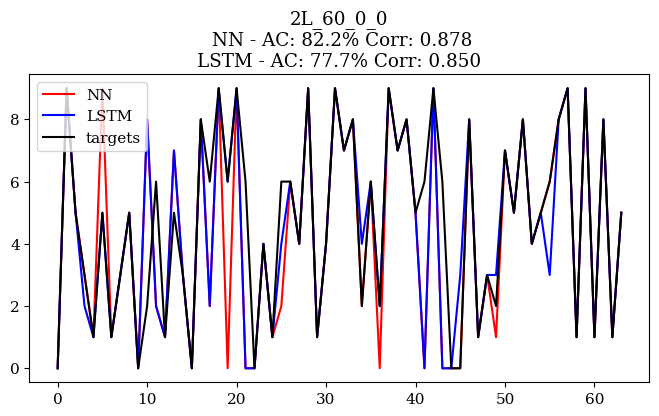 2L_60_0_0
NN - AC: 82.2% Corr: 0.878
LSTM - AC: 77.7% Corr: 0.850
NN
LSTM
targets
8
6
4
2
0
0 10 20 30 40 50 60